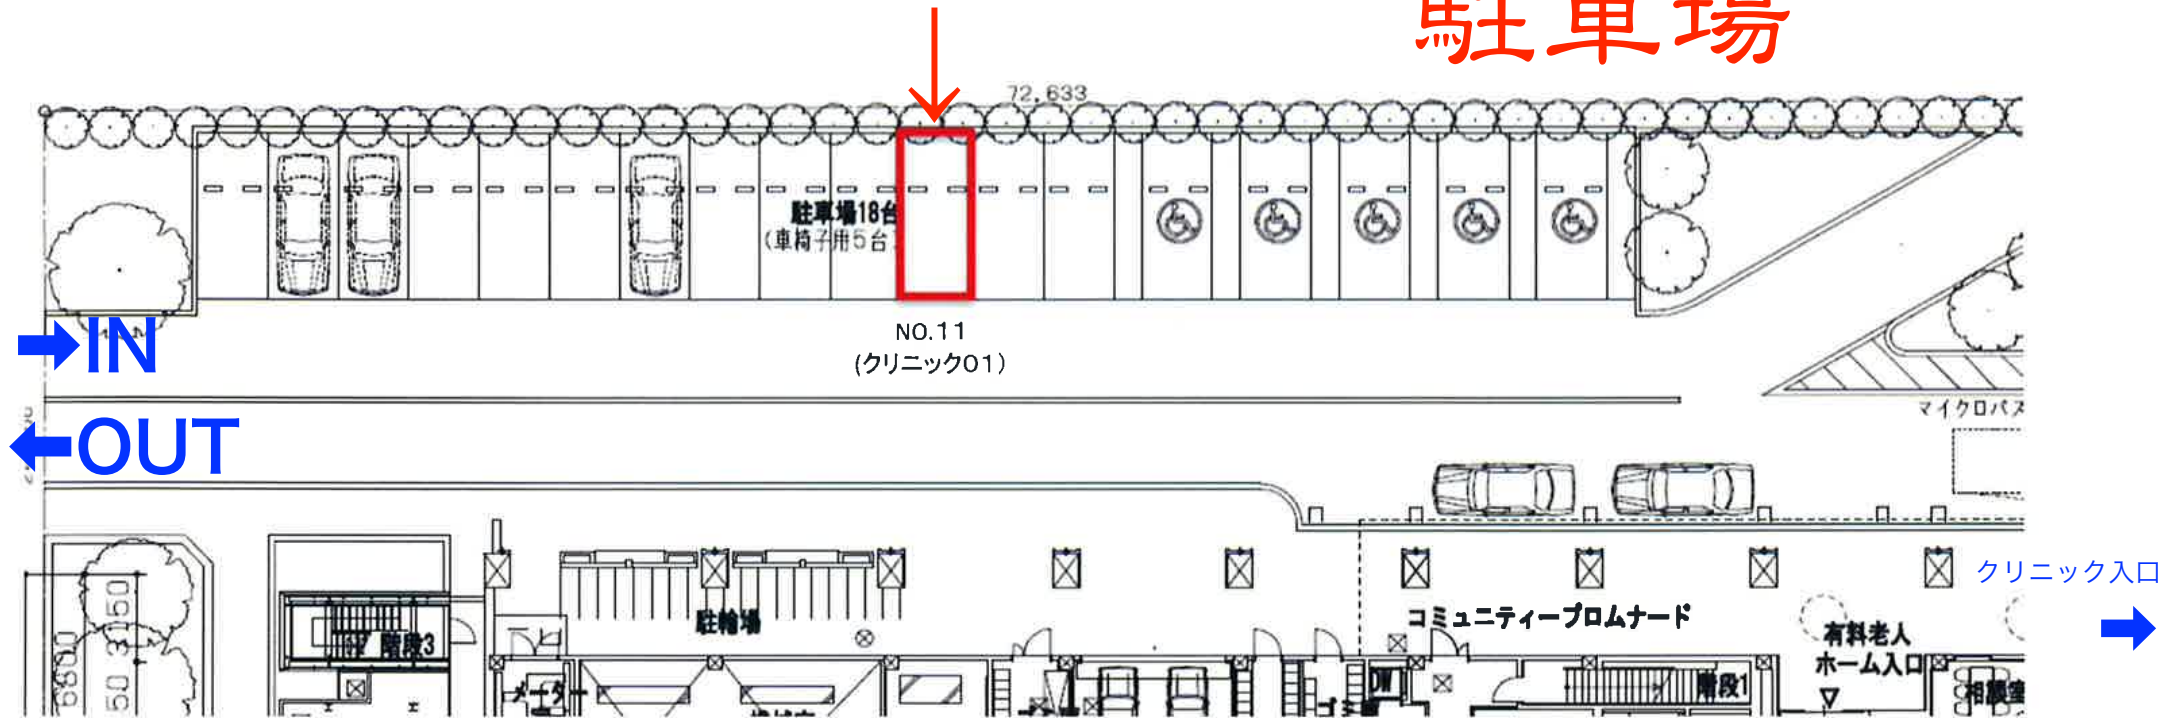 駐車場
72,633
駐車場18台
(車椅子用5台
IN
NO.11
(クリニック01)
マイクロバス
OUT
クリニック入口
駐輪場
コミュニティープロムナード
階段3
有料老人
ホーム入口
6800
50 350
メーター
DW
階段1
相談室